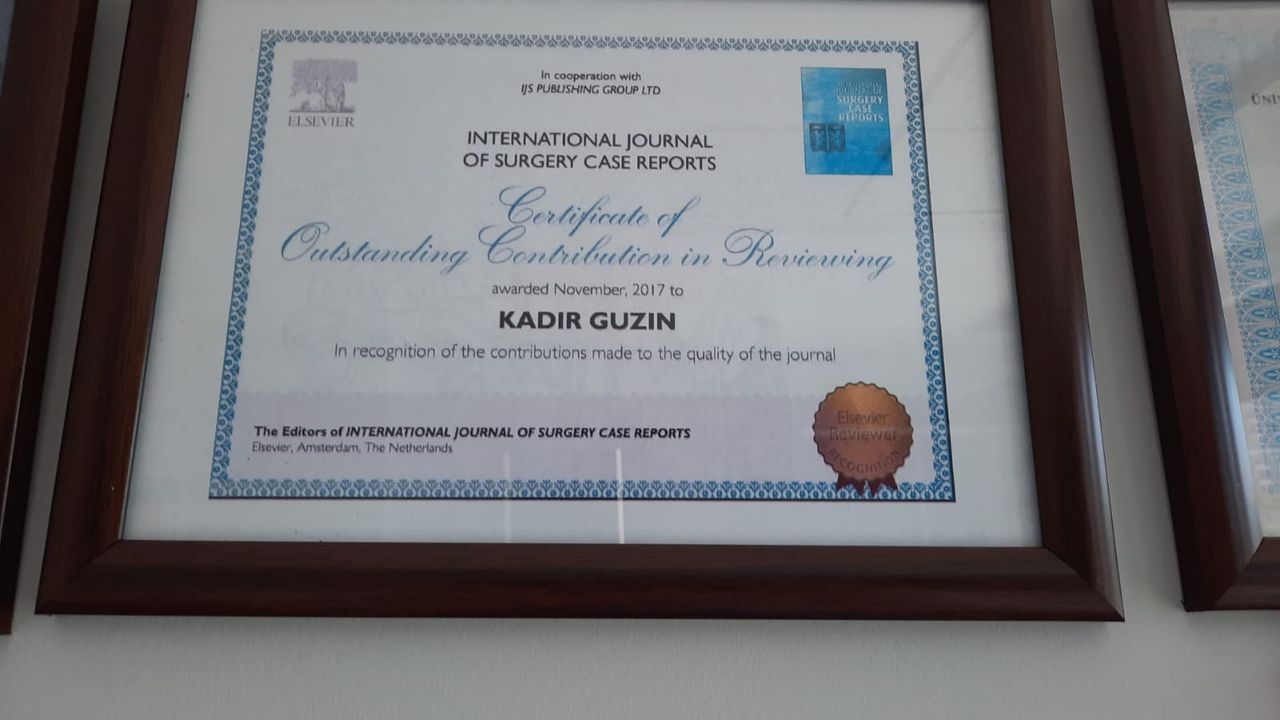 ELSEVIER
In cooperation with
IJS PUBLISHING GROUP LTD
INTERNATIONAL JOURNAL
OF SURGERY CASE REPORTS
INTERNATIONAL
JOURNAL OF
SURGERY
CASE
REPORTS
Certificate of
Outstanding Contribution in Reviewing
awarded November, 2017 to
KADIR GUZIN
In recognition of the contributions made to the quality of the journal
The Editors of INTERNATIONAL JOURNAL OF SURGERY CASE REPORTS
Elsevier, Amsterdam, The Netherlands
Elsevier
Reviewer
RECOGNITION